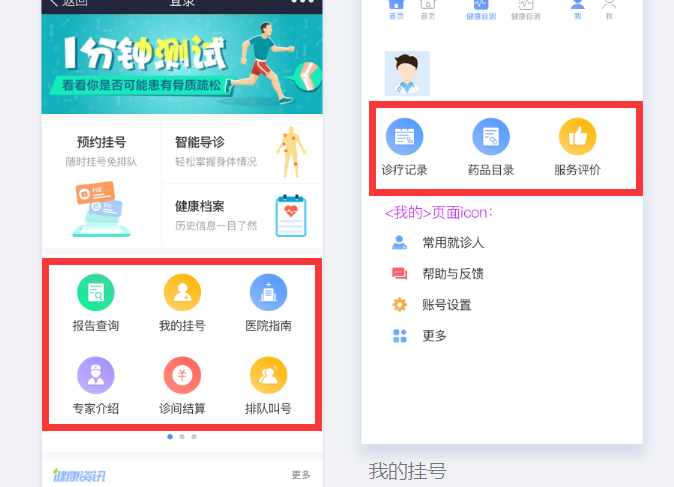 返回 登录
1分钟测试
看看你是否可能患有骨质疏松
预约挂号
随时挂号免排队
智能导诊
轻松掌握身体情况
健康档案
历史信息一目了然
报告查询 我的挂号 医院指南
专家介绍 诊间结算 排队叫号
健康资讯 更多
首页 首页 健康自测 健康自测 我 我
诊疗记录 药品目录 服务评价
<我的>页面icon：
常用就诊人
帮助与反馈
账号设置
更多
我的挂号